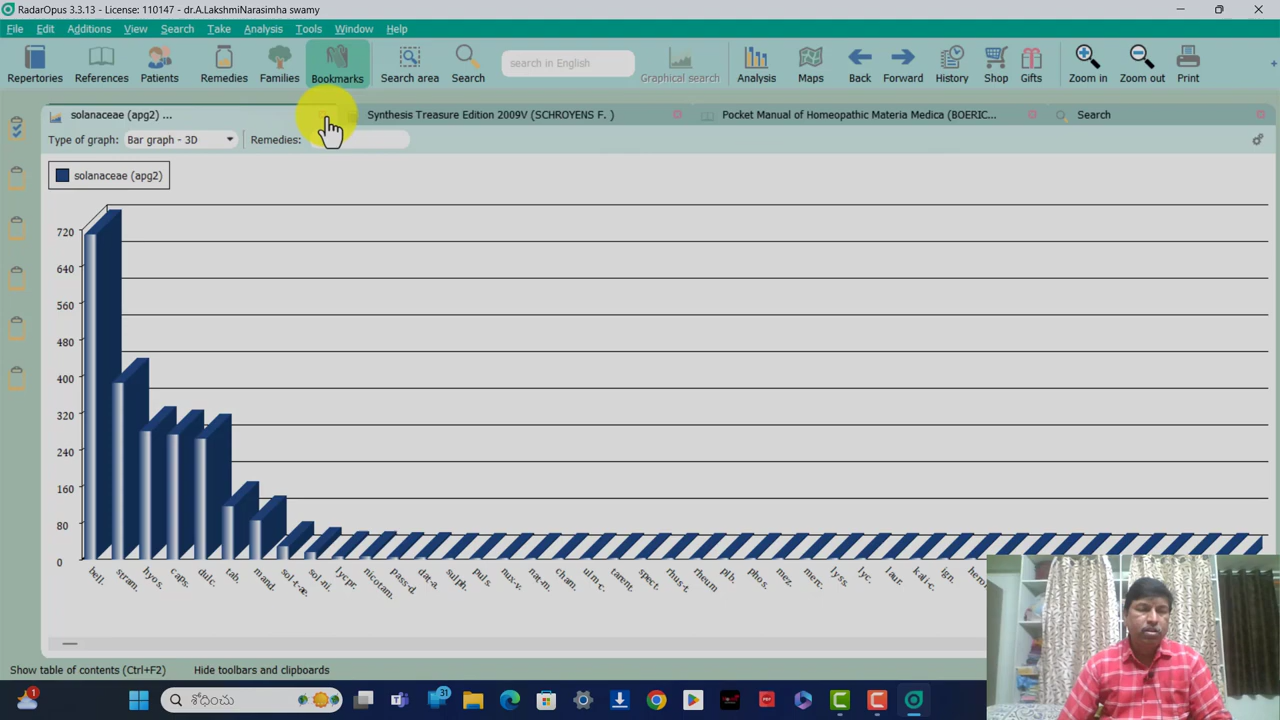 RadarOpus 3.3.13 - License: 110147 - dr.A.LakshmiNarasimha swamy
File Edit Additions View Search Take Analysis Tools Window Help
Repertories References Patients Remedies Families Bookmarks Search area Search search in English Graphical search Analysis Maps Back Forward History Shop Gifts Zoom in Zoom out Print
solanaceae (apg2) ... Synthesis Treasure Edition 2009V (SCHROYENS F. ) Pocket Manual of Homeopathic Materia Medica (BOERIC... Search
Type of graph: Bar graph - 3D Remedies:
solanaceae (apg2)
720
640
560
480
400
320
240
160
80
0
bell. stram. hyos. caps. dulc. tab. mand. sol-t-ae. sol-ni. lycpr. nicotam. pass-d. dat-a. sulph. puls. nux-v. nat-m. cham. ulm-c. tarent. spect. rhus-t. rheum plb. phos. mez. merc. lyss. lyc. laur. kali-c. ign.
Show table of contents (Ctrl+F2) Hide toolbars and clipboards
1 శోధించు 31